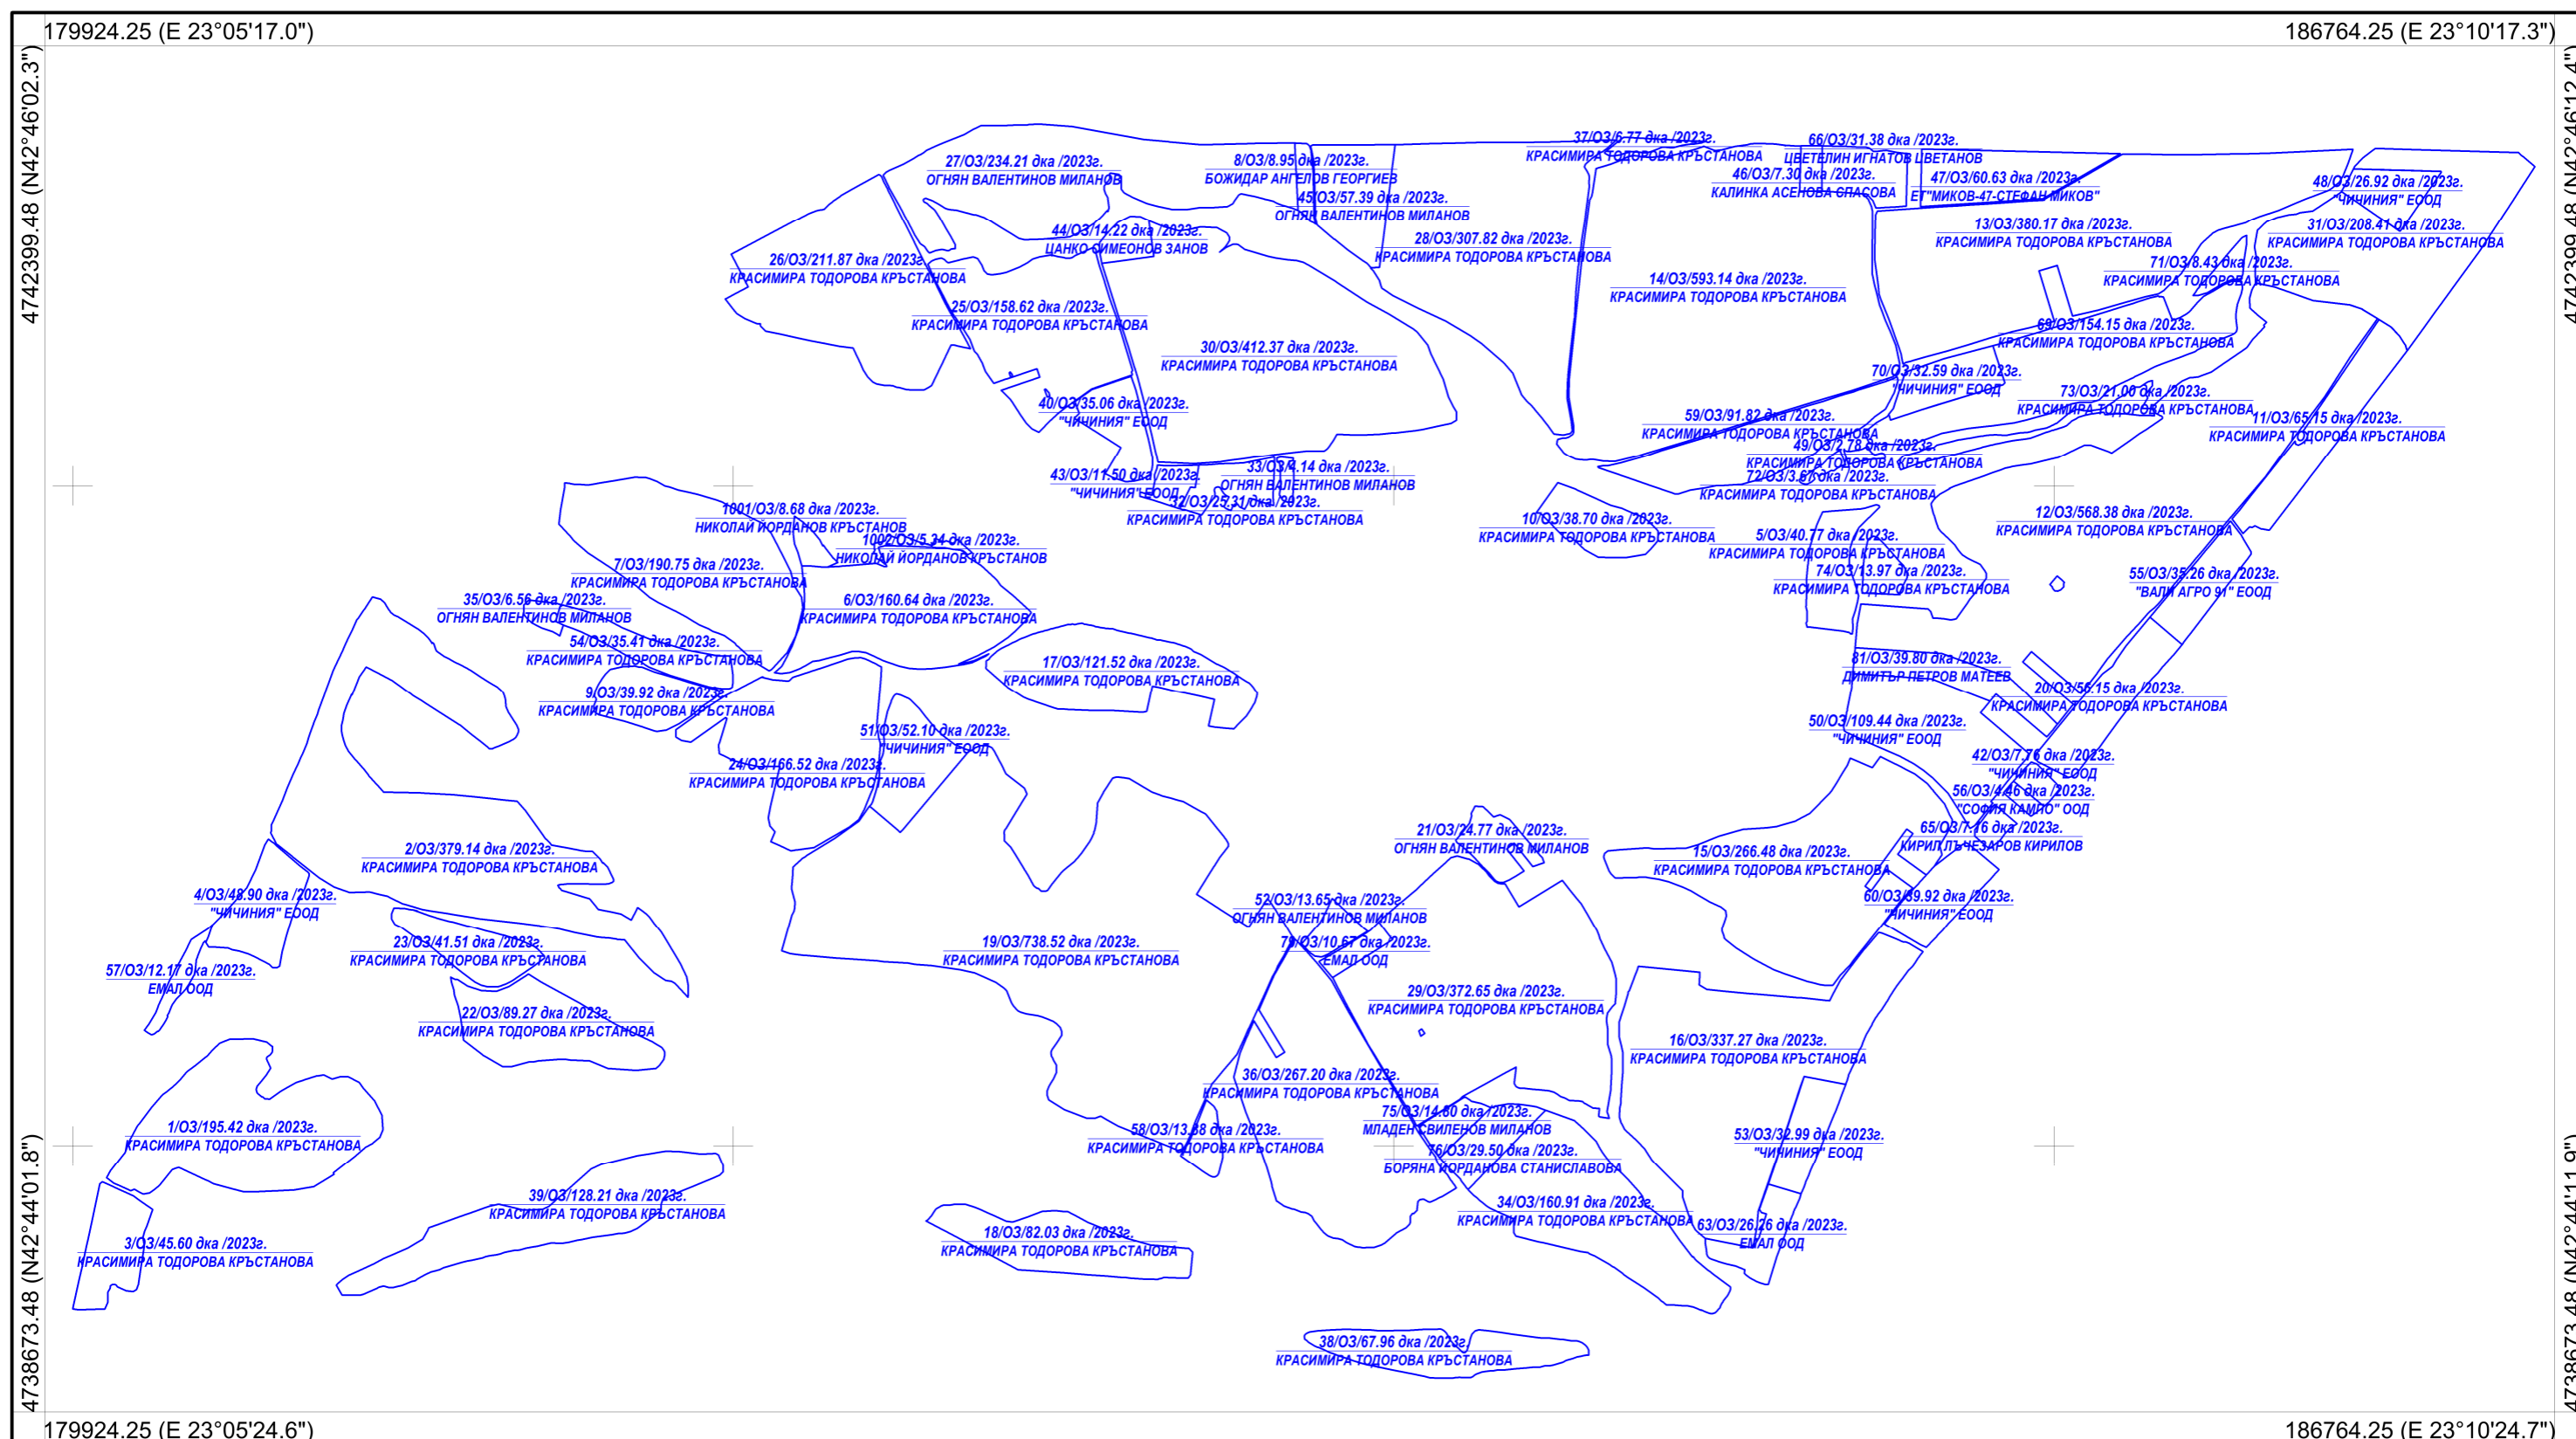 179924.25 (E 23°05'17.0")
186764.25 (E 23°10'17.3")
4742399.48 (N42°46'02.3")
4742399.48 (N42°46'12.4")
37/ОЗ/6.77 дка /2023г.
КРАСИМИРА ТОДОРОВА КРЪСТАНОВА
66/ОЗ/31.38 дка /2023г.
ЦВЕТЕЛИН ИГНАТОВ ЦВЕТАНОВ
27/ОЗ/234.21 дка /2023г.
ОГНЯН ВАЛЕНТИНОВ МИЛАНОВ
8/ОЗ/8.95 дка /2023г.
БОЖИДАР АНГЕЛОВ ГЕОРГИЕВ
46/ОЗ/7.30 дка /2023г.
КАЛИНКА АСЕНОВА СПАСОВА
47/ОЗ/60.63 дка /2023г.
ЕТ"МИКОВ-47-СТЕФАН МИКОВ"
48/ОЗ/26.92 дка /2023г.
"ЧИЧИНИЯ" ЕООД
45/ОЗ/57.39 дка /2023г.
ОГНЯН ВАЛЕНТИНОВ МИЛАНОВ
44/ОЗ/14.22 дка /2023г.
ЦАНКО СИМЕОНОВ ЗАНОВ
28/ОЗ/307.82 дка /2023г.
КРАСИМИРА ТОДОРОВА КРЪСТАНОВА
13/ОЗ/380.17 дка /2023г.
КРАСИМИРА ТОДОРОВА КРЪСТАНОВА
31/ОЗ/208.41 дка /2023г.
КРАСИМИРА ТОДОРОВА КРЪСТАНОВА
26/ОЗ/211.87 дка /2023г.
КРАСИМИРА ТОДОРОВА КРЪСТАНОВА
14/ОЗ/593.14 дка /2023г.
КРАСИМИРА ТОДОРОВА КРЪСТАНОВА
71/ОЗ/8.43 дка /2023г.
КРАСИМИРА ТОДОРОВА КРЪСТАНОВА
25/ОЗ/158.62 дка /2023г.
КРАСИМИРА ТОДОРОВА КРЪСТАНОВА
69/ОЗ/154.15 дка /2023г.
КРАСИМИРА ТОДОРОВА КРЪСТАНОВА
30/ОЗ/412.37 дка /2023г.
КРАСИМИРА ТОДОРОВА КРЪСТАНОВА
70/ОЗ/32.59 дка /2023г.
"ЧИЧИНИЯ" ЕООД
40/ОЗ/35.06 дка /2023г.
"ЧИЧИНИЯ" ЕООД
73/ОЗ/21.00 дка /2023г.
КРАСИМИРА ТОДОРОВА КРЪСТАНОВА
59/ОЗ/91.82 дка /2023г.
КРАСИМИРА ТОДОРОВА КРЪСТАНОВА
11/ОЗ/65.15 дка /2023г.
КРАСИМИРА ТОДОРОВА КРЪСТАНОВА
49/ОЗ/2.78 дка /2023г.
КРАСИМИРА ТОДОРОВА КРЪСТАНОВА
43/ОЗ/11.50 дка /2023г.
"ЧИЧИНИЯ" ЕООД
33/ОЗ/4.14 дка /2023г.
ОГНЯН ВАЛЕНТИНОВ МИЛАНОВ
72/ОЗ/3.67 дка /2023г.
КРАСИМИРА ТОДОРОВА КРЪСТАНОВА
32/ОЗ/25.31 дка /2023г.
КРАСИМИРА ТОДОРОВА КРЪСТАНОВА
1001/ОЗ/8.68 дка /2023г.
НИКОЛАЙ ЙОРДАНОВ КРЪСТАНОВ
10/ОЗ/38.70 дка /2023г.
КРАСИМИРА ТОДОРОВА КРЪСТАНОВА
12/ОЗ/568.38 дка /2023г.
КРАСИМИРА ТОДОРОВА КРЪСТАНОВА
1002/ОЗ/5.34 дка /2023г.
НИКОЛАЙ ЙОРДАНОВ КРЪСТАНОВ
5/ОЗ/40.77 дка /2023г.
КРАСИМИРА ТОДОРОВА КРЪСТАНОВА
7/ОЗ/190.75 дка /2023г.
КРАСИМИРА ТОДОРОВА КРЪСТАНОВА
74/ОЗ/13.97 дка /2023г.
КРАСИМИРА ТОДОРОВА КРЪСТАНОВА
55/ОЗ/35.26 дка /2023г.
"ВАЛИ АГРО 91" ЕООД
35/ОЗ/6.56 дка /2023г.
ОГНЯН ВАЛЕНТИНОВ МИЛАНОВ
6/ОЗ/160.64 дка /2023г.
КРАСИМИРА ТОДОРОВА КРЪСТАНОВА
54/ОЗ/35.41 дка /2023г.
КРАСИМИРА ТОДОРОВА КРЪСТАНОВА
17/ОЗ/121.52 дка /2023г.
КРАСИМИРА ТОДОРОВА КРЪСТАНОВА
81/ОЗ/39.80 дка /2023г.
ДИМИТЪР ПЕТРОВ МАТЕЕВ
9/ОЗ/39.92 дка /2023г.
КРАСИМИРА ТОДОРОВА КРЪСТАНОВА
20/ОЗ/56.15 дка /2023г.
КРАСИМИРА ТОДОРОВА КРЪСТАНОВА
51/ОЗ/52.10 дка /2023г.
"ЧИЧИНИЯ" ЕООД
50/ОЗ/109.44 дка /2023г.
"ЧИЧИНИЯ" ЕООД
24/ОЗ/166.52 дка /2023г.
КРАСИМИРА ТОДОРОВА КРЪСТАНОВА
42/ОЗ/7.76 дка /2023г.
"ЧИЧИНИЯ" ЕООД
56/ОЗ/4.46 дка /2023г.
"СОФИЯ КАМПО" ООД
21/ОЗ/24.77 дка /2023г.
ОГНЯН ВАЛЕНТИНОВ МИЛАНОВ
65/ОЗ/7.16 дка /2023г.
КИРИЛ ЛЪЧЕЗАРОВ КИРИЛОВ
2/ОЗ/379.14 дка /2023г.
КРАСИМИРА ТОДОРОВА КРЪСТАНОВА
15/ОЗ/266.48 дка /2023г.
КРАСИМИРА ТОДОРОВА КРЪСТАНОВА
4/ОЗ/48.90 дка /2023г.
"ЧИЧИНИЯ" ЕООД
52/ОЗ/13.65 дка /2023г.
ОГНЯН ВАЛЕНТИНОВ МИЛАНОВ
60/ОЗ/39.92 дка /2023г.
"ЧИЧИНИЯ" ЕООД
23/ОЗ/41.51 дка /2023г.
КРАСИМИРА ТОДОРОВА КРЪСТАНОВА
19/ОЗ/738.52 дка /2023г.
КРАСИМИРА ТОДОРОВА КРЪСТАНОВА
дка /2023г.
ЕМАЛ ООД
57/ОЗ/12.17 дка /2023г.
ЕМАЛ ООД
29/ОЗ/372.65 дка /2023г.
КРАСИМИРА ТОДОРОВА КРЪСТАНОВА
22/ОЗ/89.27 дка /2023г.
КРАСИМИРА ТОДОРОВА КРЪСТАНОВА
16/ОЗ/337.27 дка /2023г.
КРАСИМИРА ТОДОРОВА КРЪСТАНОВА
36/ОЗ/267.20 дка /2023г.
КРАСИМИРА ТОДОРОВА КРЪСТАНОВА
75/ОЗ/14.60 дка /2023г.
МЛАДЕН СВИЛЕНОВ МИЛАНОВ
1/ОЗ/195.42 дка /2023г.
КРАСИМИРА ТОДОРОВА КРЪСТАНОВА
58/ОЗ/13.88 дка /2023г.
КРАСИМИРА ТОДОРОВА КРЪСТАНОВА
53/ОЗ/32.99 дка /2023г.
"ЧИЧИНИЯ" ЕООД
76/ОЗ/29.50 дка /2023г.
БОРЯНА ЙОРДАНОВА СТАНИСЛАВОВА
39/ОЗ/128.21 дка /2023г.
КРАСИМИРА ТОДОРОВА КРЪСТАНОВА
34/ОЗ/160.91 дка /2023г.
КРАСИМИРА ТОДОРОВА КРЪСТАНОВА
18/ОЗ/82.03 дка /2023г.
КРАСИМИРА ТОДОРОВА КРЪСТАНОВА
63/ОЗ/26.26 дка /2023г.
ЕМАЛ ООД
3/ОЗ/45.60 дка /2023г.
КРАСИМИРА ТОДОРОВА КРЪСТАНОВА
38/ОЗ/67.96 дка /2023г.
КРАСИМИРА ТОДОРОВА КРЪСТАНОВА
4738673.48 (N42°44'01.8")
4738673.48 (N42°44'11.9")
179924.25 (E 23°05'24.6")
186764.25 (E 23°10'24.7")